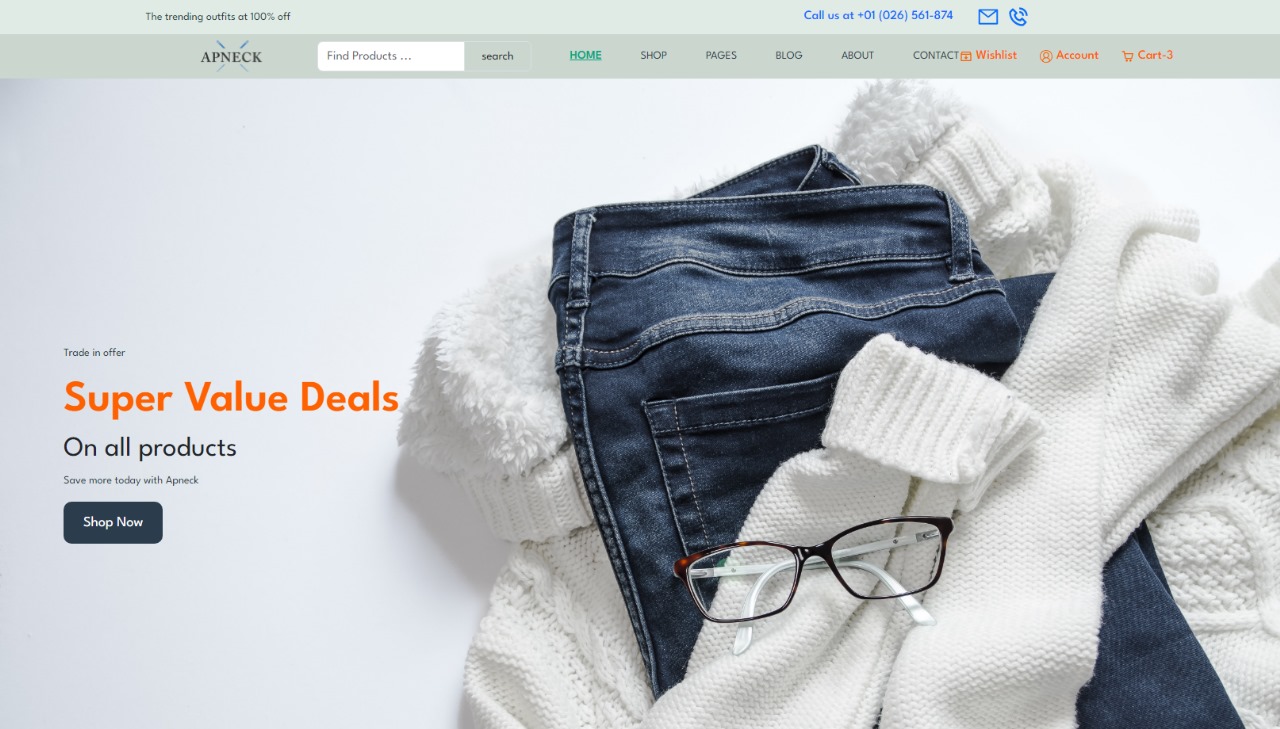 The trending outfits at 100% off
Call us at +01 (026) 561-874
APNECK
Find Products ...
search
HOME
SHOP
PAGES
BLOG
ABOUT
CONTACT
Wishlist
Account
Cart-3
Trade in offer
Super Value Deals
On all products
Save more today with Apneck
Shop Now